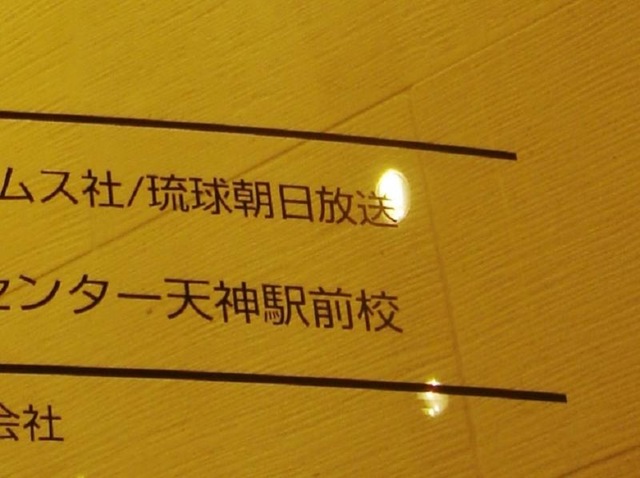 ムス社/琉球朝日放送
センター天神駅前校
会社